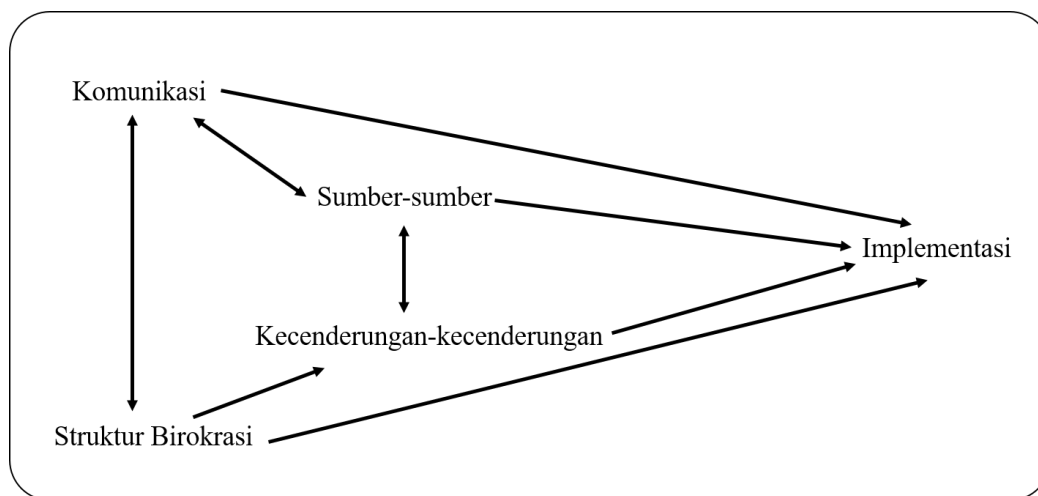 Komunikasi
Sumber-sumber
Implementasi
Kecenderungan-kecenderungan
Struktur Birokrasi